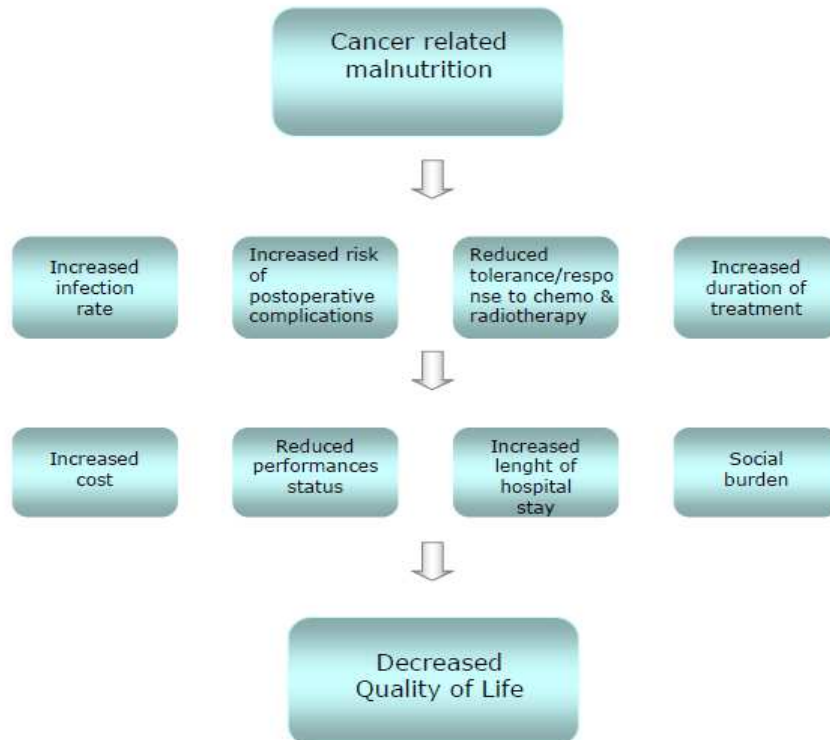 Cancer related
malnutrition
Increased
infection
rate
Increased risk
of
postoperative
complications
Reduced
tolerance/respo
nse to chemo &
radiotherapy
Increased
duration of
treatment
Increased
cost
Reduced
performances
status
Increased
lenght of
hospital
stay
Social
burden
Decreased
Quality of Life